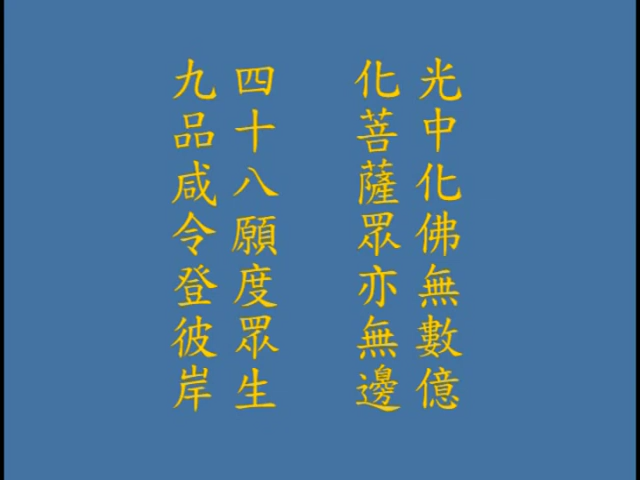 光中化佛無數億
化菩薩眾亦無邊
四十八願度眾生
九品咸令登彼岸